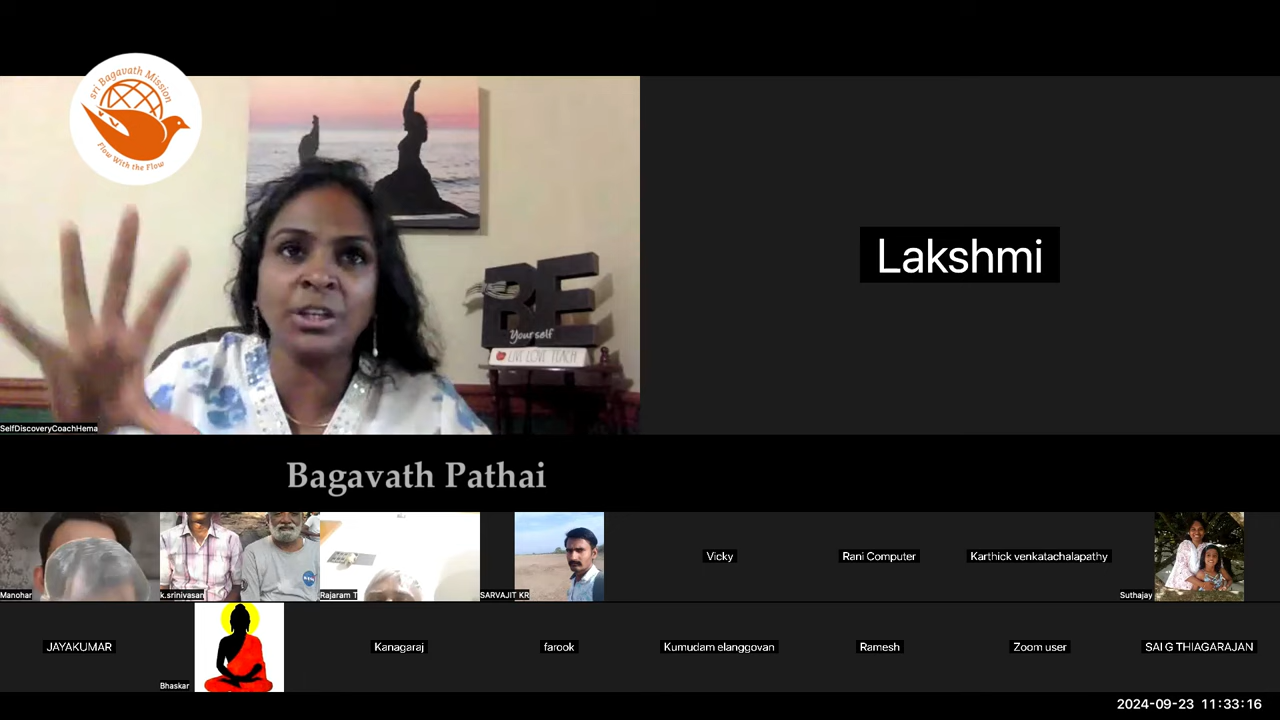 sri Bagavath Mission
Flow With the Flow
BE
Yourself
LIVE LOVE TEACH
SelfDiscoveryCoachHema
Lakshmi
Bagavath Pathai
Manohar
k.srinivasan
Rajaram T
SARVAJIT KR
Vicky
Rani Computer
Karthick venkatachalapathy
Suthajay
JAYAKUMAR
Bhaskar
Kanagaraj
farook
Kumudam elanggovan
Ramesh
Zoom user
SAI G THIAGARAJAN
2024-09-23 11:33:16